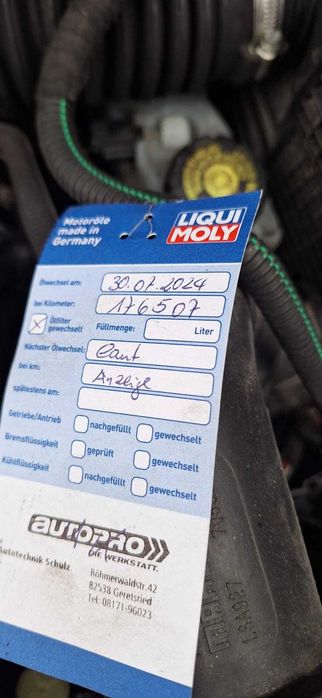 Motoröle
made in
Germany
LIQUI
MOLY
Ölwechsel am: 30.07.2024
bei Kilometer: 176507
Ölfilter
gewechselt
Füllmenge: Liter
Nächster Ölwechsel: laut
bei km: Anzeige
spätestens am:
Getriebe/Antrieb nachgefüllt gewechselt
Bremsflüssigkeit geprüft gewechselt
Kühlflüssigkeit nachgefüllt gewechselt
autoPRO
DIE WERKSTATT.
Autotechnik Schulz
Röhmerwaldstr. 42
82538 Geretsried
Tel: 08171-96023